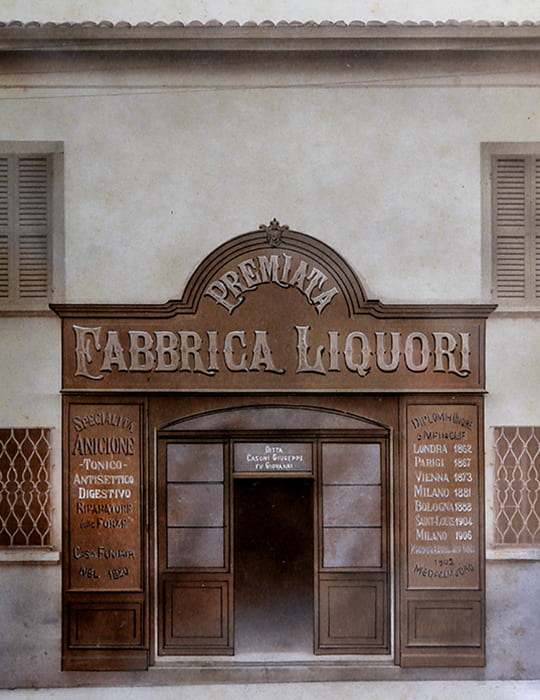 PREMIATA
FABBRICA LIQUORI
SPECIALITÀ
ANICIONE
-TONICO-
ANTISETTICO
DIGESTIVO
RIPARATORE
FORZE
CASA FONDATA
NEL 1820
DITTA
CASONI GIUSEPPE
FU GIOVANNI
DIPLOMI ONORE
E MEDAGLIE
LONDRA 1862
PARIGI 1867
VIENNA 1873
MILANO 1881
BOLOGNA 1888
SAINT-LOUIS 1904
MILANO 1906
1905
MEDAGLIA D'ORO